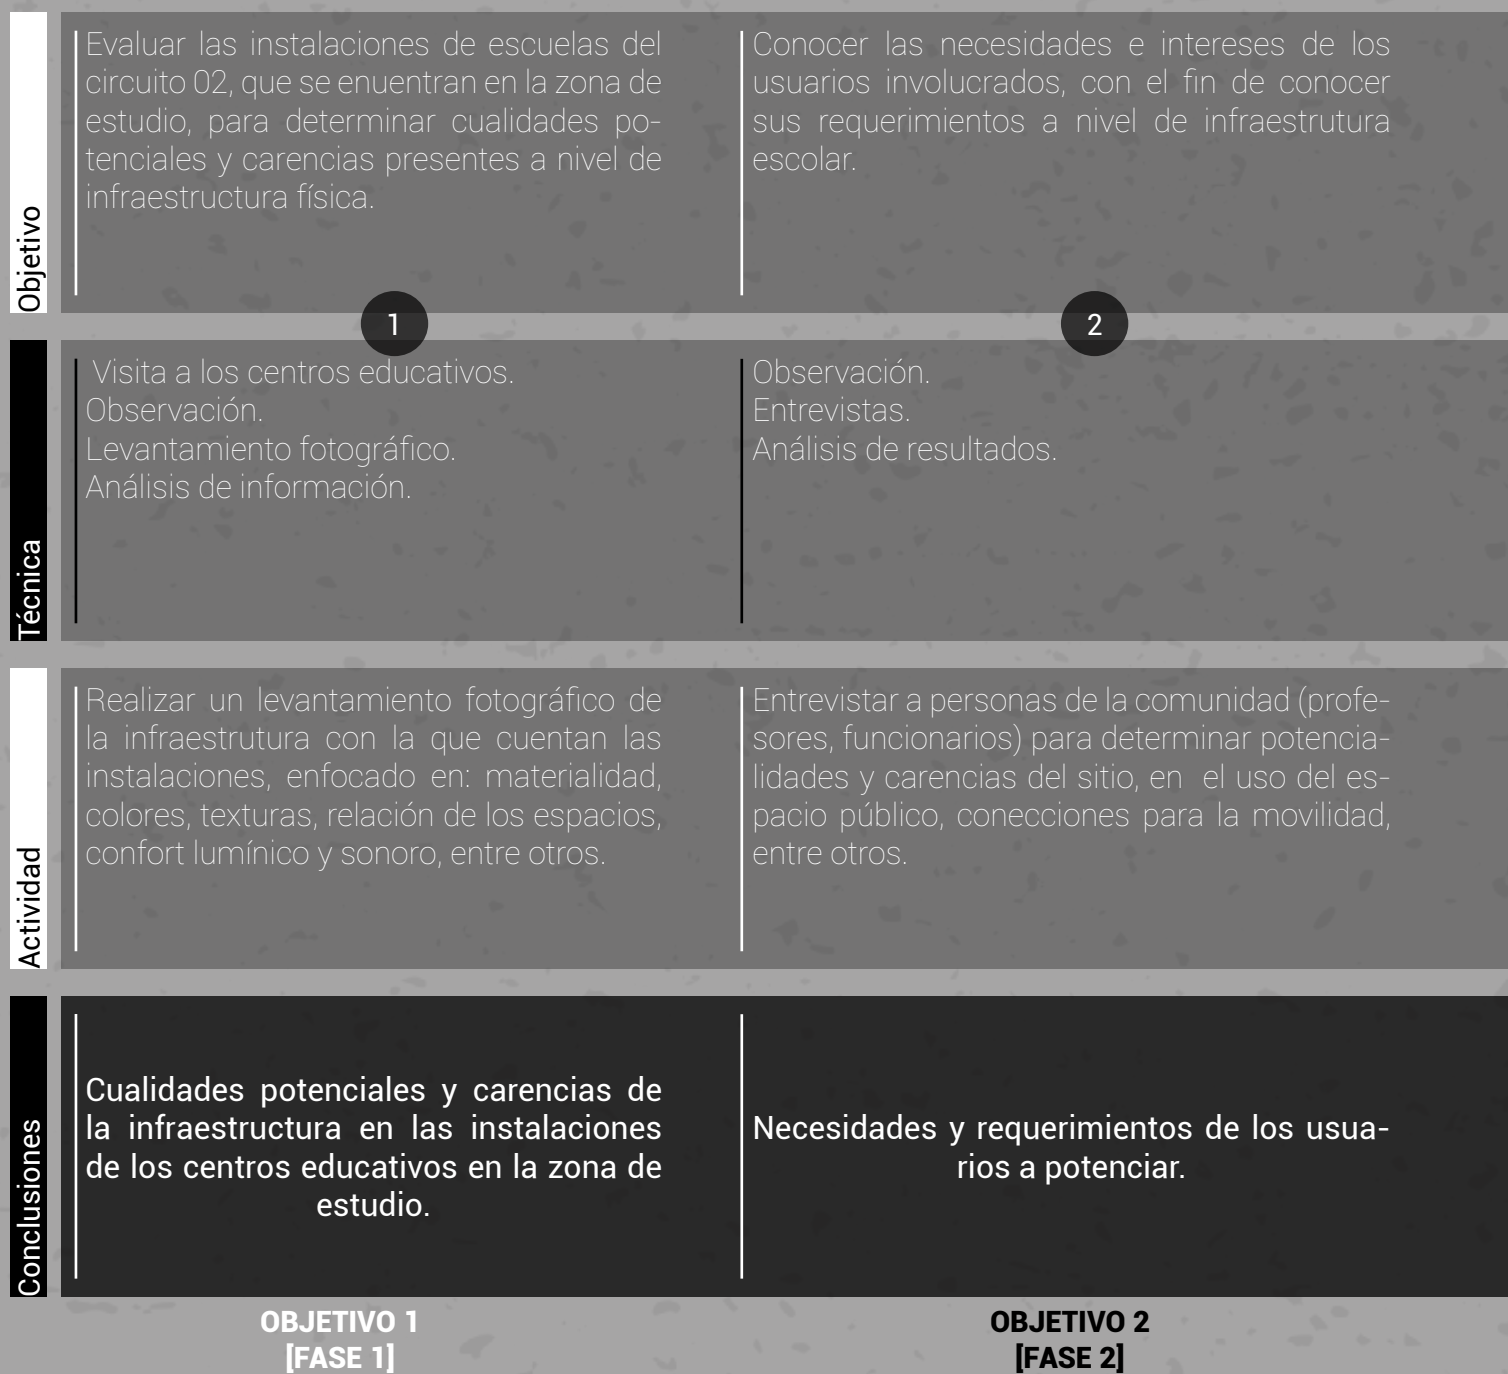 Objetivo
Evaluar las instalaciones de escuelas del
circuito 02, que se enuentran en la zona de
estudio, para determinar cualidades po-
tenciales y carencias presentes a nivel de
infraestructura física.
Conocer las necesidades e intereses de los
usuarios involucrados, con el fin de conocer
sus requerimientos a nivel de infraestrutura
escolar.
1
2
Técnica
Visita a los centros educativos.
Observación.
Levantamiento fotográfico.
Análisis de información.
Observación.
Entrevistas.
Análisis de resultados.
Actividad
Realizar un levantamiento fotográfico de
la infraestrutura con la que cuentan las
instalaciones, enfocado en: materialidad,
colores, texturas, relación de los espacios,
confort lumínico y sonoro, entre otros.
Entrevistar a personas de la comunidad (profe-
sores, funcionarios) para determinar potencia-
lidades y carencias del sitio, en el uso del es-
pacio público, conecciones para la movilidad,
entre otros.
Conclusiones
Cualidades potenciales y carencias de
la infraestructura en las instalaciones
de los centros educativos en la zona de
estudio.
Necesidades y requerimientos de los usua-
rios a potenciar.
OBJETIVO 1
[FASE 1]
OBJETIVO 2
[FASE 2]